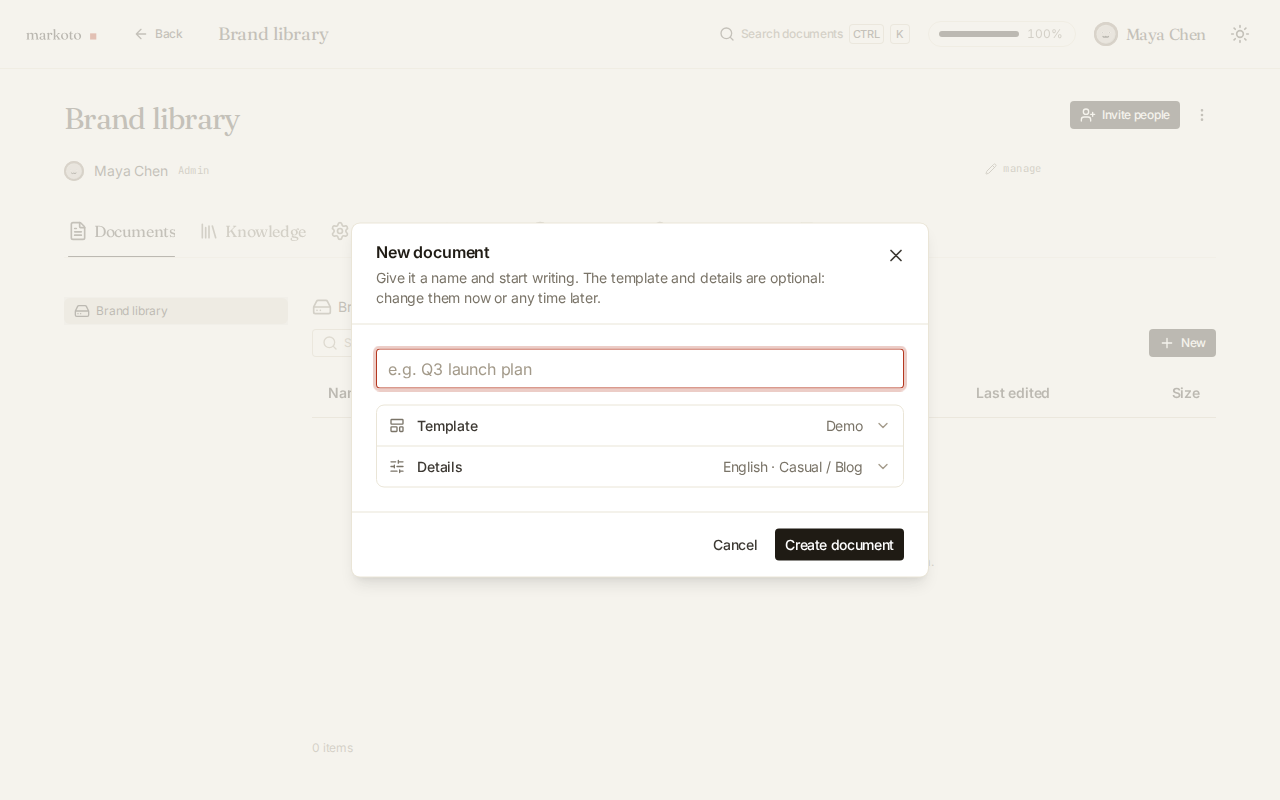 markoto
Back
Brand library
Search documents CTRL K
100%
Maya Chen
Brand library
Invite people
Maya Chen Admin
manage
Documents
Knowledge
New document
Give it a name and start writing. The template and details are optional:
change them now or any time later.
Brand library
New
e.g. Q3 launch plan
Last edited
Size
Template
Demo
Details
English · Casual / Blog
Cancel
Create document
0 items